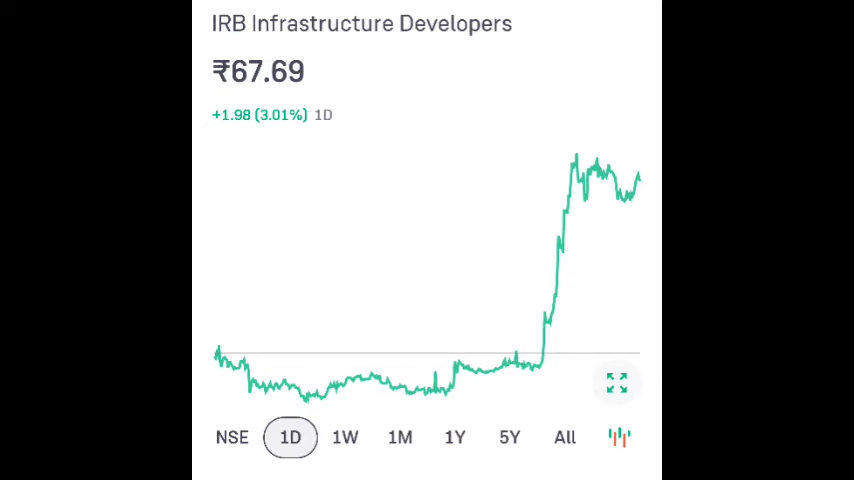 IRB Infrastructure Developers
₹67.69
+1.98 (3.01%) 1D
NSE 1D 1W 1M 1Y 5Y All